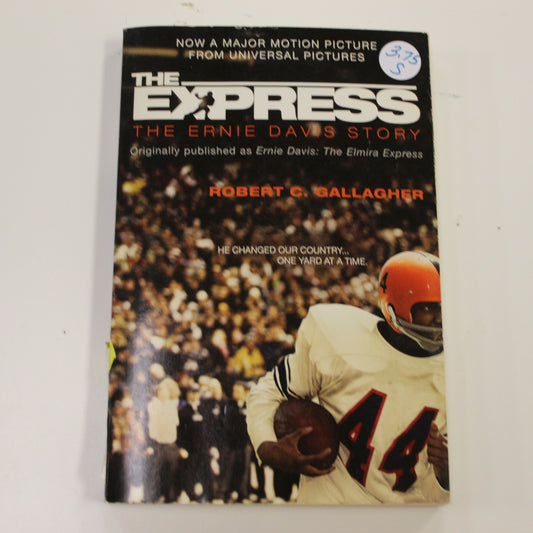 NOW A MAJOR MOTION PICTURE
FROM UNIVERSAL PICTURES
3.75
S
THE
EXPRESS
THE ERNIE DAVIS STORY
Originally published as Ernie Davis: The Elmira Express
ROBERT C. GALLAGHER
HE CHANGED OUR COUNTRY...
ONE YARD AT A TIME.
4
44